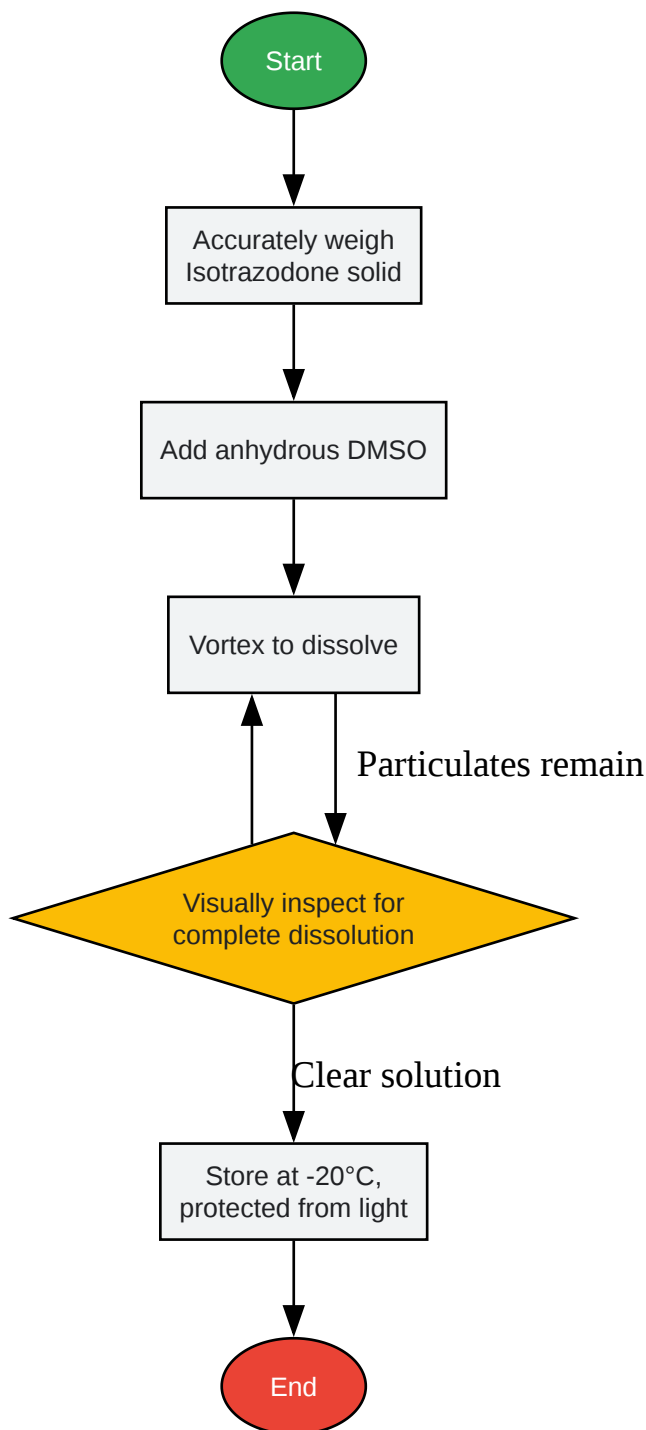 Start
Accurately weigh
Isotrazodone solid
Add anhydrous DMSO
Vortex to dissolve
Particulates remain
Visually inspect for
complete dissolution
Clear solution
Store at -20°C,
protected from light
End